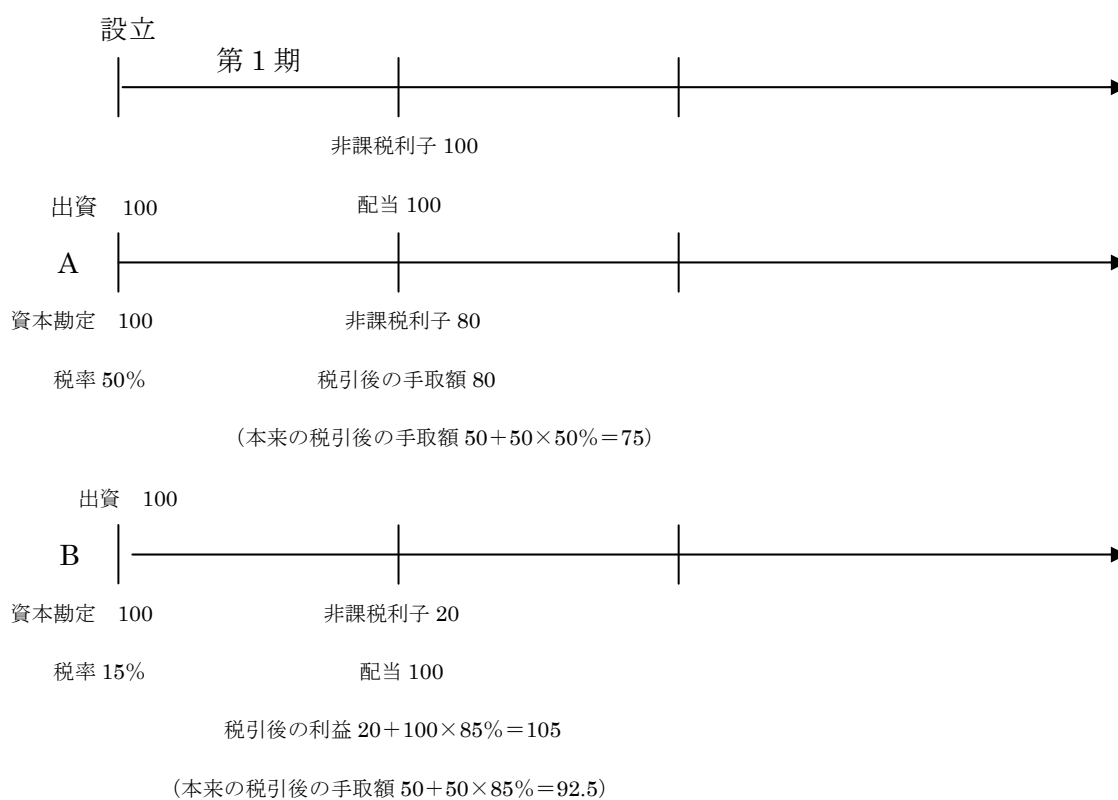 設立
第 1 期
非課税利子 100
出資 100 配当 100
A
資本勘定 100 非課税利子 80
税率 50% 税引後の手取額 80
(本来の税引後の手取額 50+50×50%=75)
出資 100
B
資本勘定 100 非課税利子 20
税率 15% 配当 100
税引後の利益 20+100×85%=105
(本来の税引後の手取額 50+50×85%=92.5)